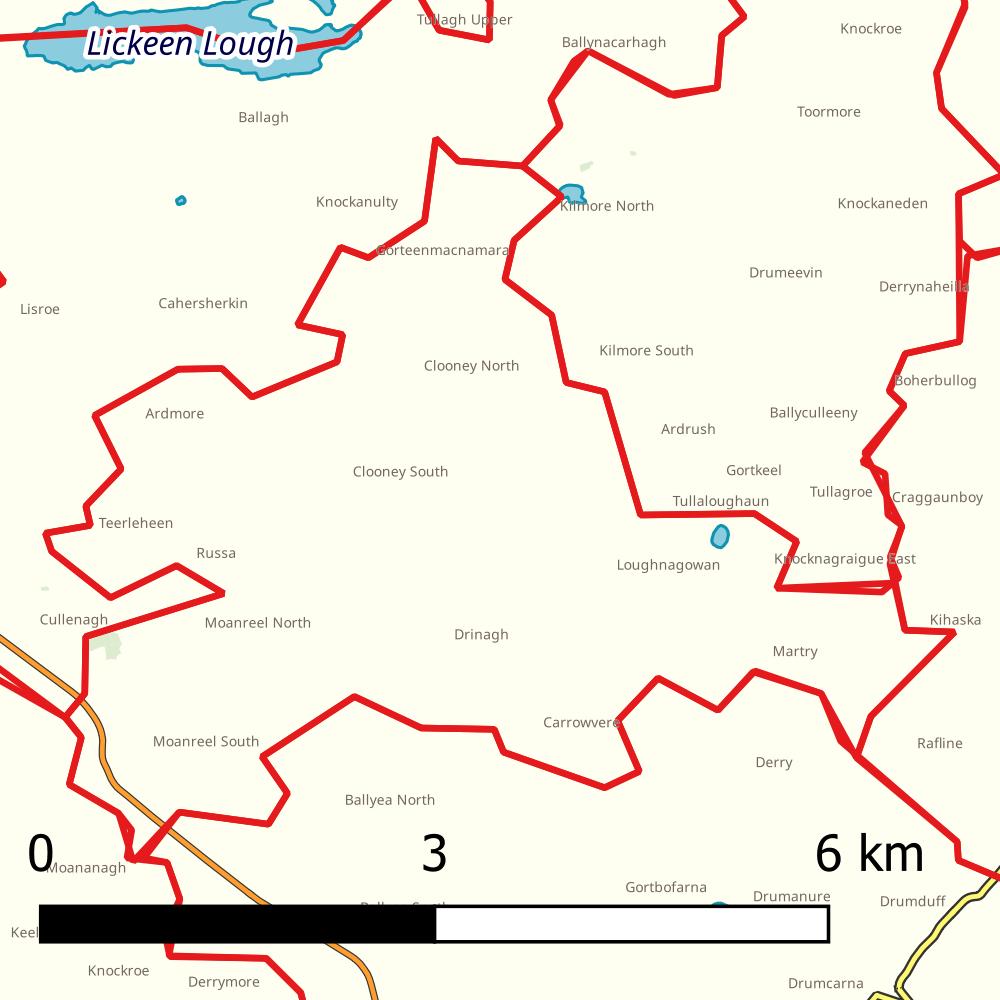 Tullagh Upper
Knockroe
Ballynacarhagh
Lickeen Lough
Toormore
Ballagh
Knockanulty
Knockaneden
Kilmore North
Gorteenmacnamara
Drumeevin
Derrynaheilla
Cahersherkin
Lisroe
Kilmore South
Clooney North
Boherbullog
Ardmore
Ballyculleeny
Ardrush
Clooney South
Gortkeel
Tullagroe
Craggaunboy
Tullaloughaun
Teerleheen
Russa
Knocknagraigue East
Loughnagowan
Cullenagh
Moanreel North
Kihaska
Drinagh
Martry
Carrowvere
Moanreel South
Rafline
Derry
Ballyea North
0 3 6 km
Moananagh
Gortbofarna
Drumanure
Drumduff
Keel
Knockroe
Derrymore
Drumcarna